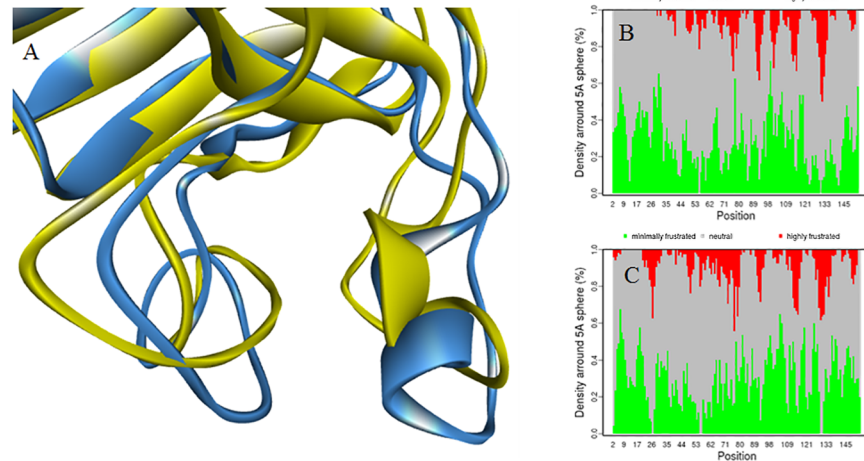 A
B
Density arround 5A sphere (%)
0.0 0.2 0.4 0.6 0.8 1.0
2 9 17 26 35 44 53 62 71 80 89 98 109 121 133 145
Position
minimally frustrated neutral highly frustrated
C
Density arround 5A sphere (%)
0.0 0.2 0.4 0.6 0.8 1.0
2 9 17 26 35 44 53 62 71 80 89 98 109 121 133 145
Position